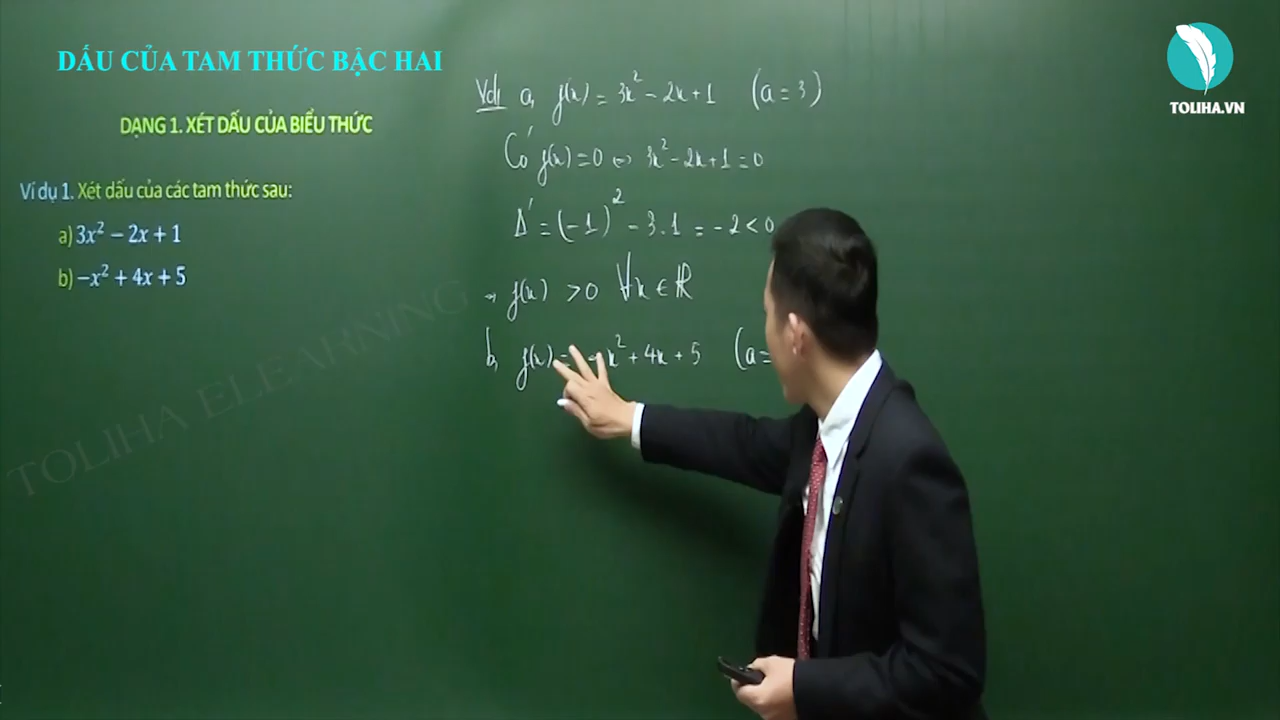 DẤU CỦA TAM THỨC BẬC HAI
TOLIHA.VN
DẠNG 1. XÉT DẤU CỦA BIỂU THỨC
Ví dụ 1. Xét dấu của các tam thức sau:
a) 3x² − 2x + 1
b) −x² + 4x + 5
TOLIHA ELEARNING
Vd1 a, f(x) = 3x² − 2x + 1 (a = 3)
Có f(x) = 0 ⇔ 3x² − 2x + 1 = 0
Δ' = (−1)² − 3.1 = −2 < 0
→ f(x) > 0 ∀x ∈ ℝ
b, f(x) = −x² + 4x + 5 (a =